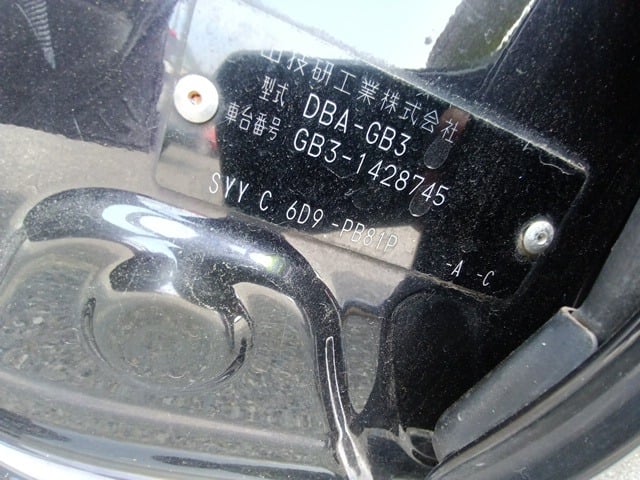 田技研工業株式会社
型式 DBA-GB3
車台番号 GB3-1428745
SYY C 6D9 -PB81P -A -C